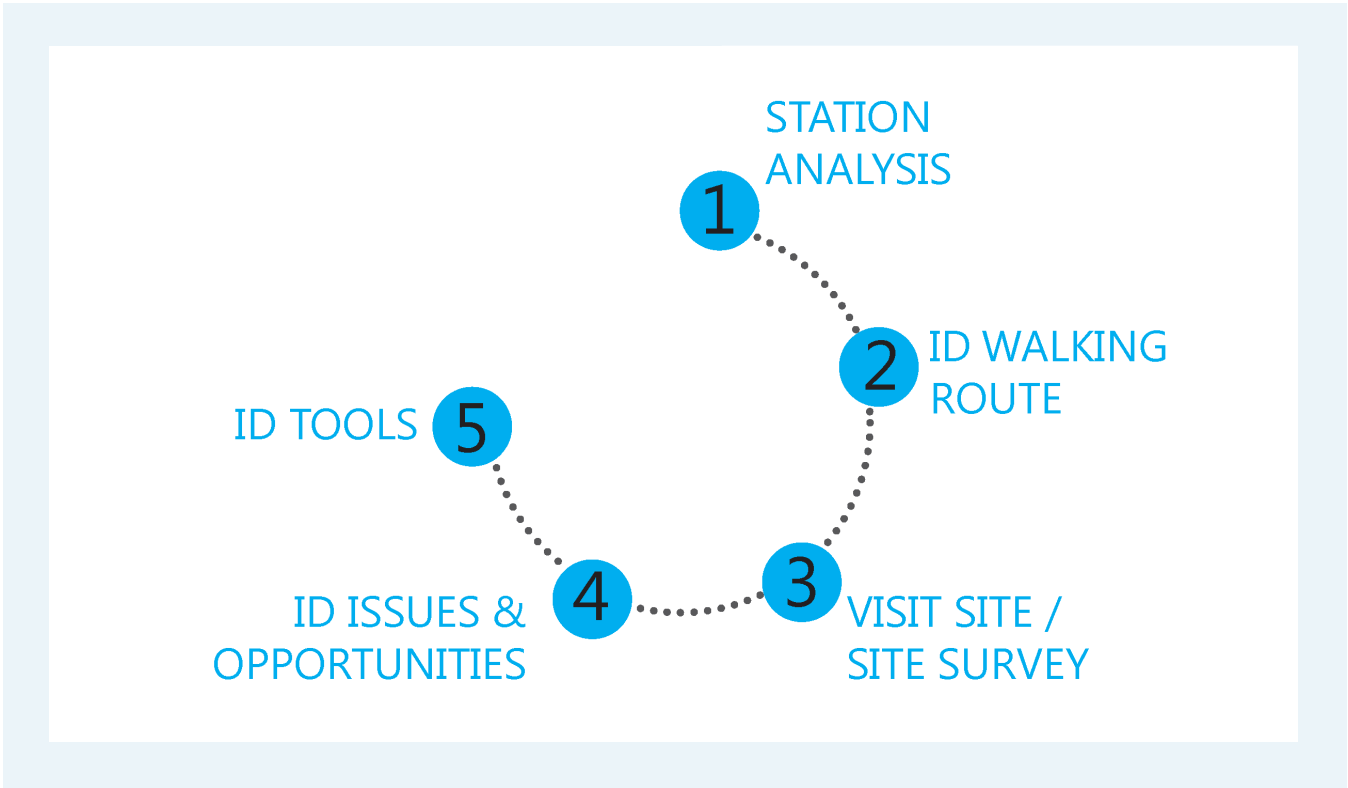 1
STATION
ANALYSIS
2
ID WALKING
ROUTE
3
VISIT SITE /
SITE SURVEY
4
ID ISSUES &
OPPORTUNITIES
5
ID TOOLS